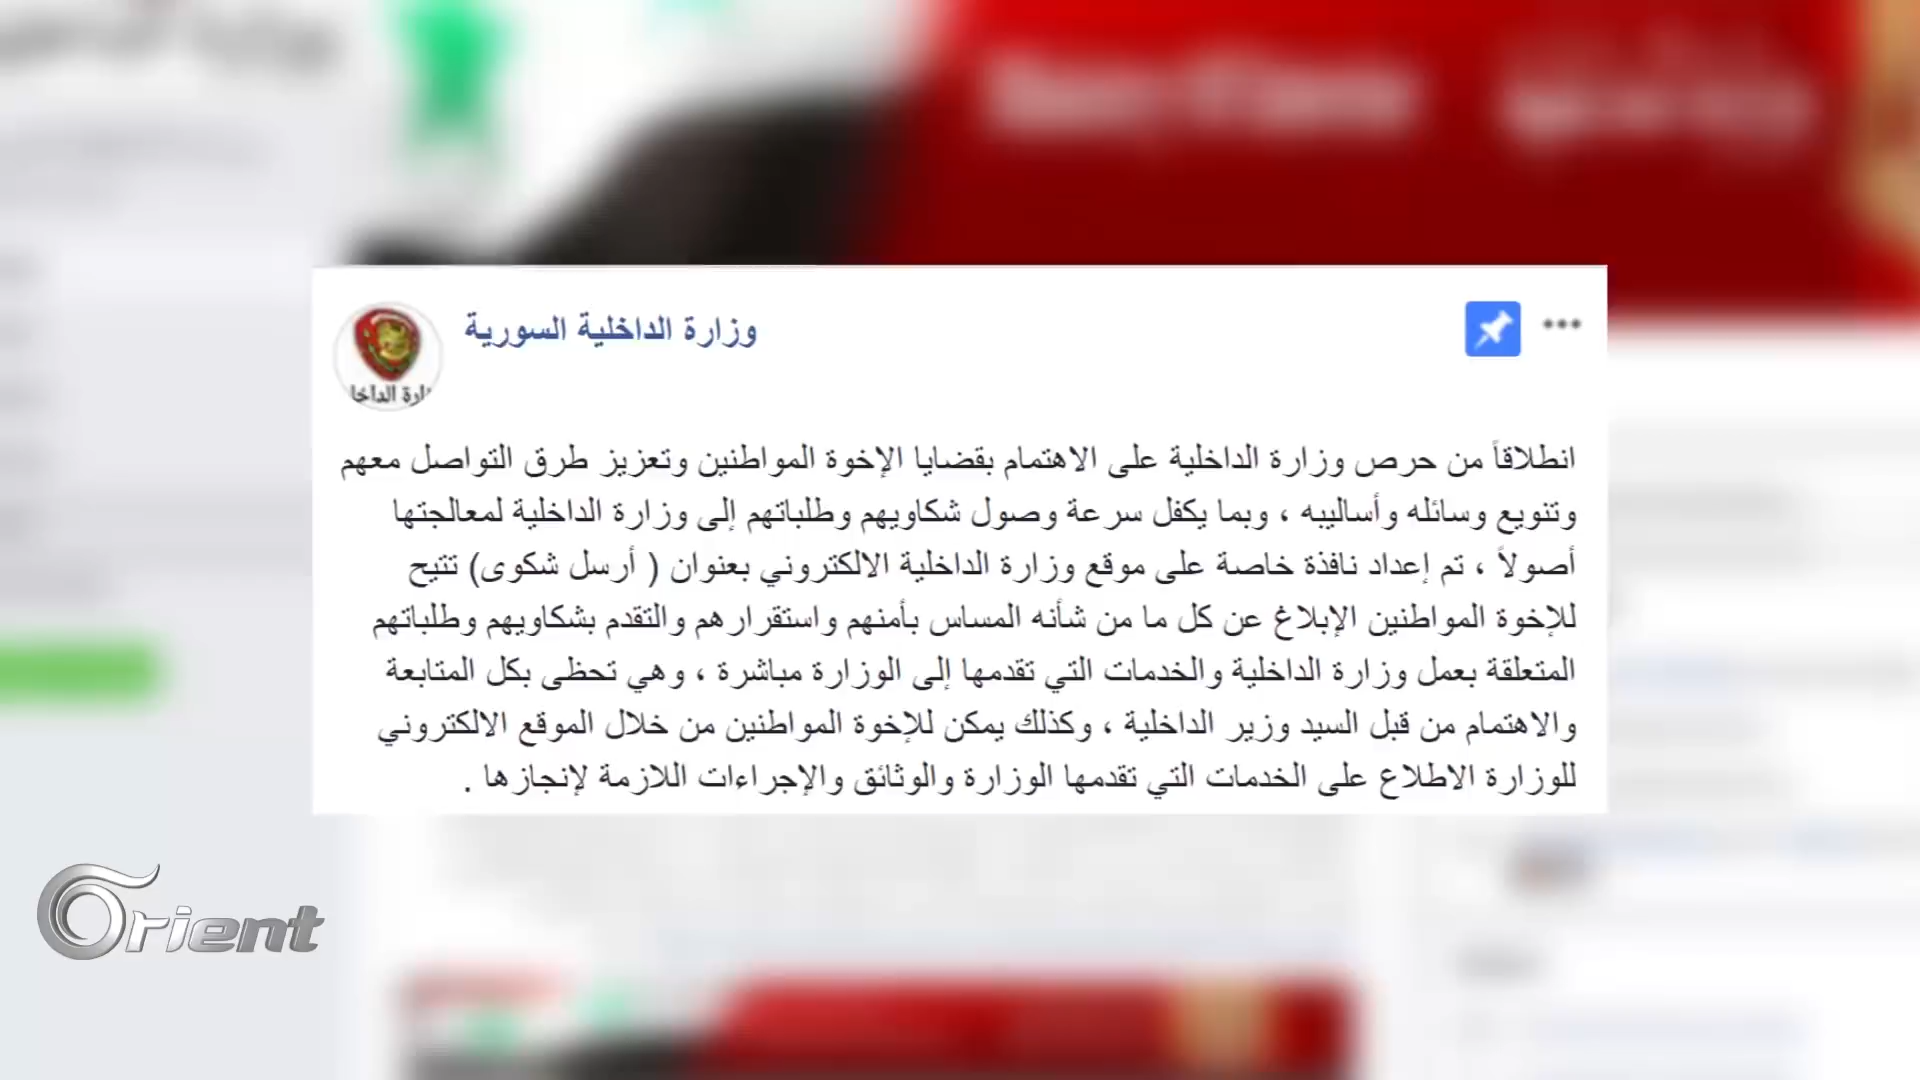 وزارة الداخلية السورية
ارة الداخا
انطلاقاً من حرص وزارة الداخلية على الاهتمام بقضايا الإخوة المواطنين وتعزيز طرق التواصل معهم
وتنويع وسائله وأساليبه ، وبما يكفل سرعة وصول شكاويهم وطلباتهم إلى وزارة الداخلية لمعالجتها
أصولاً ، تم إعداد نافذة خاصة على موقع وزارة الداخلية الالكتروني بعنوان ( أرسل شكوى) تتيح
للإخوة المواطنين الإبلاغ عن كل ما من شأنه المساس بأمنهم واستقرارهم والتقدم بشكاويهم وطلباتهم
المتعلقة بعمل وزارة الداخلية والخدمات التي تقدمها إلى الوزارة مباشرة ، وهي تحظى بكل المتابعة
والاهتمام من قبل السيد وزير الداخلية ، وكذلك يمكن للإخوة المواطنين من خلال الموقع الالكتروني
للوزارة الاطلاع على الخدمات التي تقدمها الوزارة والوثائق والإجراءات اللازمة لإنجازها .
Orient